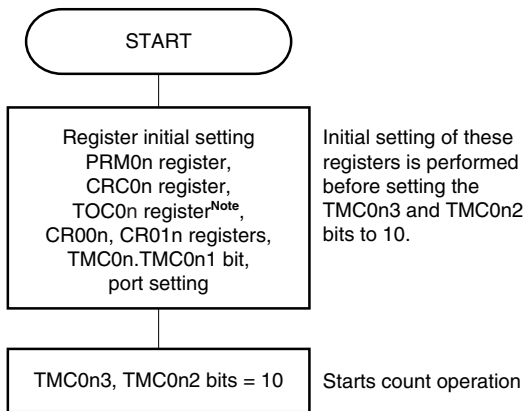 START
Register initial setting
PRM0n register,
CRC0n register,
TOC0n registerNote,
CR00n, CR01n registers,
TMC0n.TMC0n1 bit,
port setting
Initial setting of these
registers is performed
before setting the
TMC0n3 and TMC0n2
bits to 10.
TMC0n3, TMC0n2 bits = 10
Starts count operation